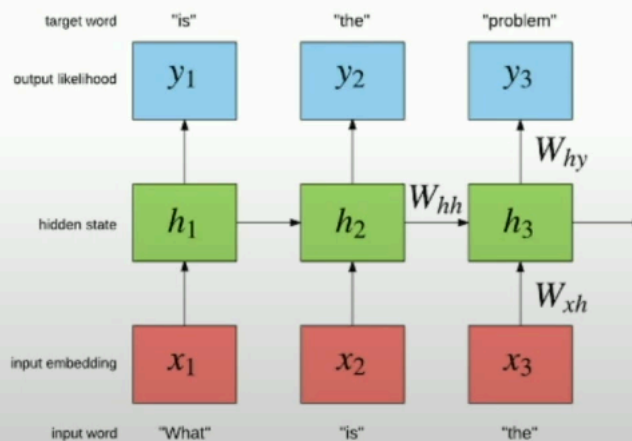 target word "is" "the" "problem"
output likelihood y1 y2 y3
Why
hidden state h1 h2 Whh h3
Wxh
input embedding x1 x2 x3
input word "What" "is" "the"